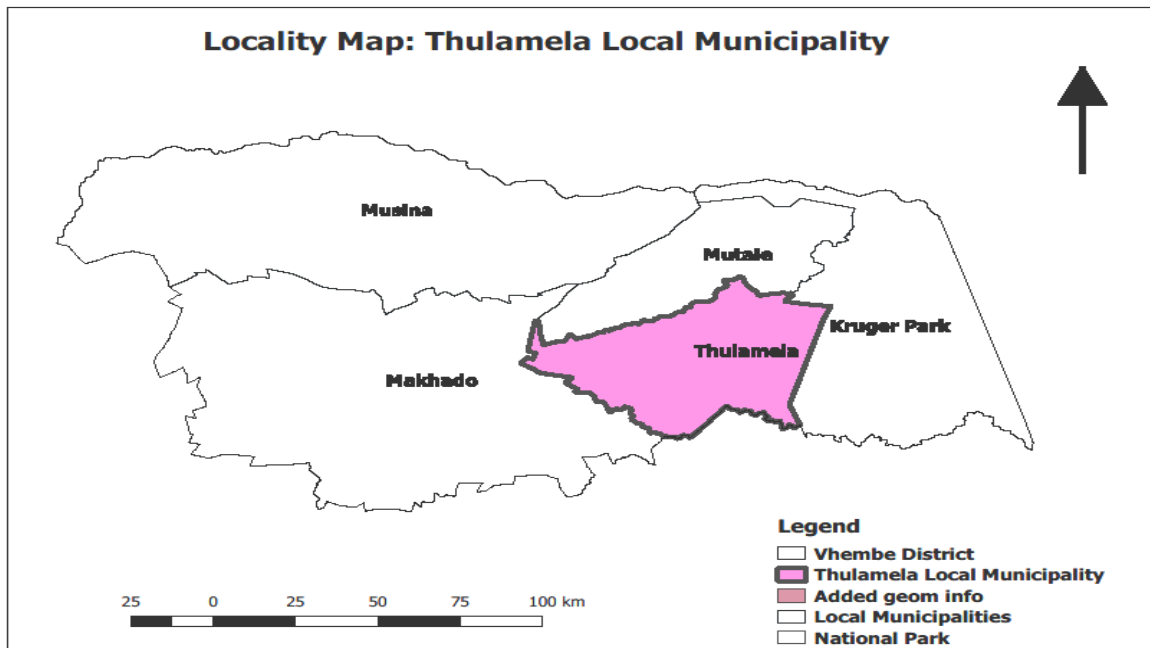 Locality Map: Thulamela Local Municipality
Musina
Mutale
Kruger Park
Thulamela
Makhado
Legend
Vhembe District
Thulamela Local Municipality
Added geom info
Local Municipalities
National Park
25 0 25 50 75 100 km